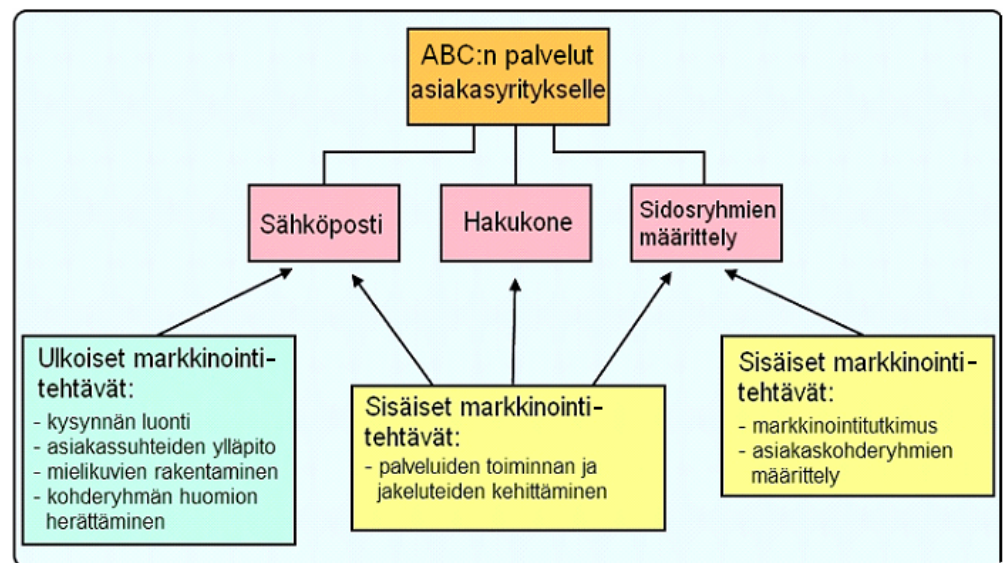 ABC:n palvelut
asiakasyritykselle
Sähköposti
Hakukone
Sidosryhmien
määrittely
Ulkoiset markkinointi-
tehtävät:
- kysynnän luonti
- asiakassuhteiden ylläpito
- mielikuvien rakentaminen
- kohderyhmän huomion
herättäminen
Sisäiset markkinointi-
tehtävät:
- palveluiden toiminnan ja
jakeluteiden kehittäminen
Sisäiset markkinointi-
tehtävät:
- markkinointitutkimus
- asiakaskohderyhmien
määrittely